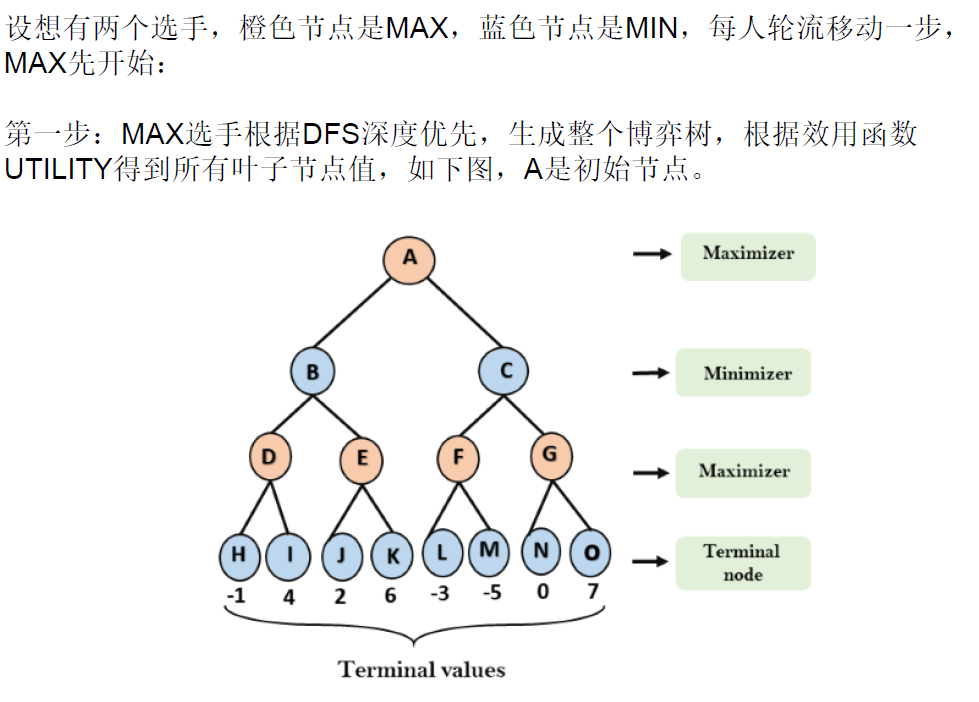 设想有两个选手，橙色节点是MAX，蓝色节点是MIN，每人轮流移动一步，
MAX先开始：
第一步：MAX选手根据DFS深度优先，生成整个博弈树，根据效用函数
UTILITY得到所有叶子节点值，如下图，A是初始节点。
A
Maximizer
B
C
Minimizer
D
E
F
G
Maximizer
H
I
J
K
L
M
N
O
Terminal
node
-1
4
2
6
-3
-5
0
7
Terminal values